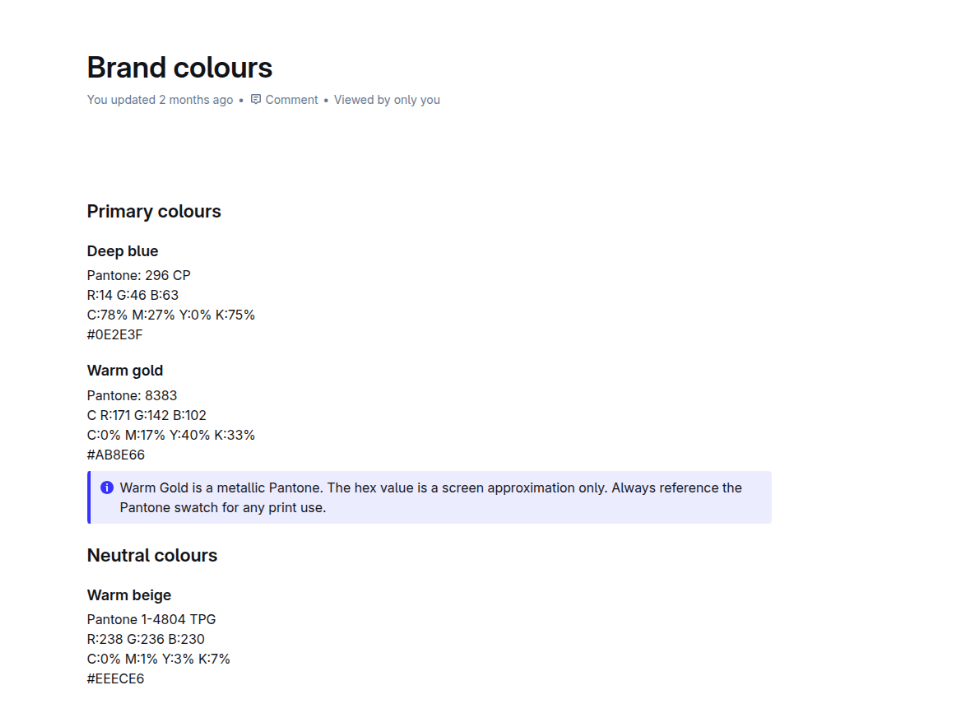 Brand colours
You updated 2 months ago • Comment • Viewed by only you
Primary colours
Deep blue
Pantone: 296 CP
R:14 G:46 B:63
C:78% M:27% Y:0% K:75%
#0E2E3F
Warm gold
Pantone: 8383
C R:171 G:142 B:102
C:0% M:17% Y:40% K:33%
#AB8E66
Warm Gold is a metallic Pantone. The hex value is a screen approximation only. Always reference the
Pantone swatch for any print use.
Neutral colours
Warm beige
Pantone 1-4804 TPG
R:238 G:236 B:230
C:0% M:1% Y:3% K:7%
#EEECE6